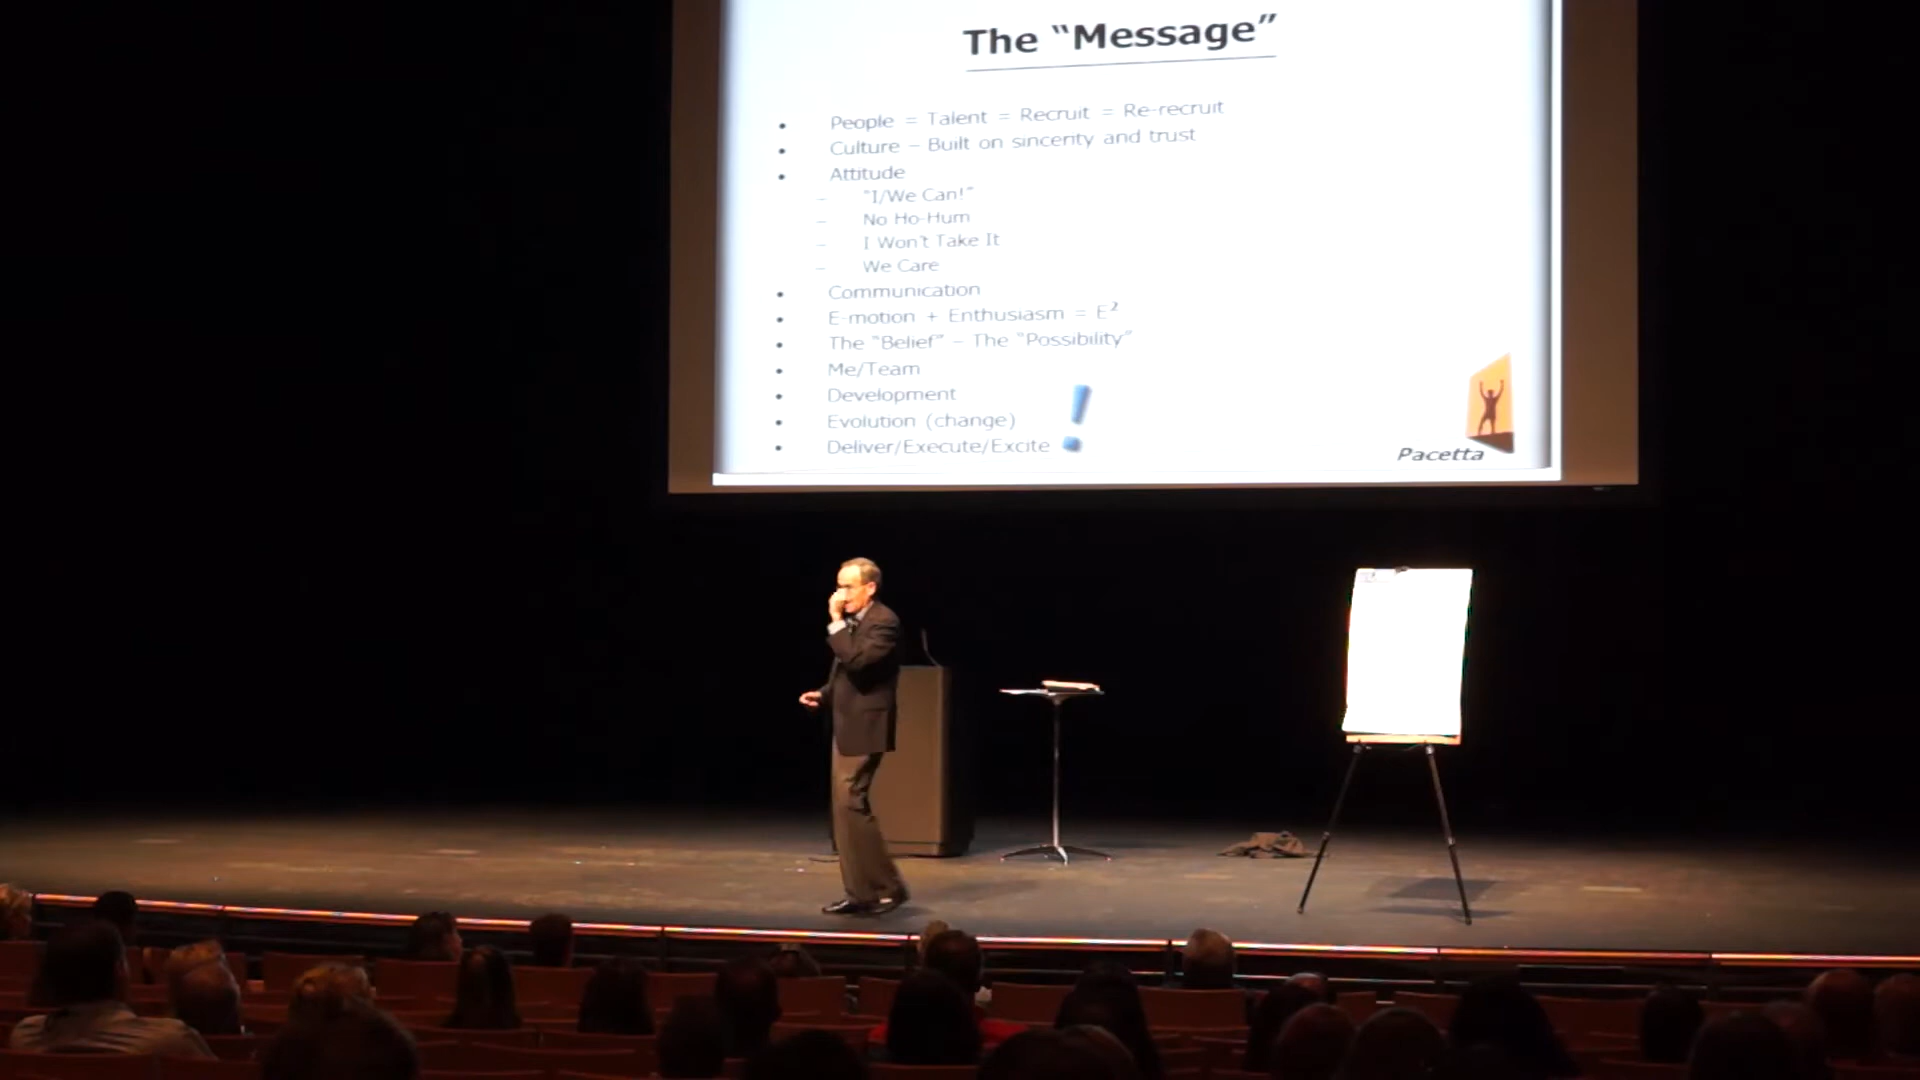 The “Message”
• People = Talent = Recruit = Re-recruit
• Culture – Built on sincerity and trust
• Attitude
– “I/We Can!”
– No Ho-Hum
– I Won't Take It
– We Care
• Communication
• E-motion + Enthusiasm = E²
• The “Belief” – The “Possibility”
• Me/Team
• Development
• Evolution (change)
• Deliver/Execute/Excite !
Pacetta